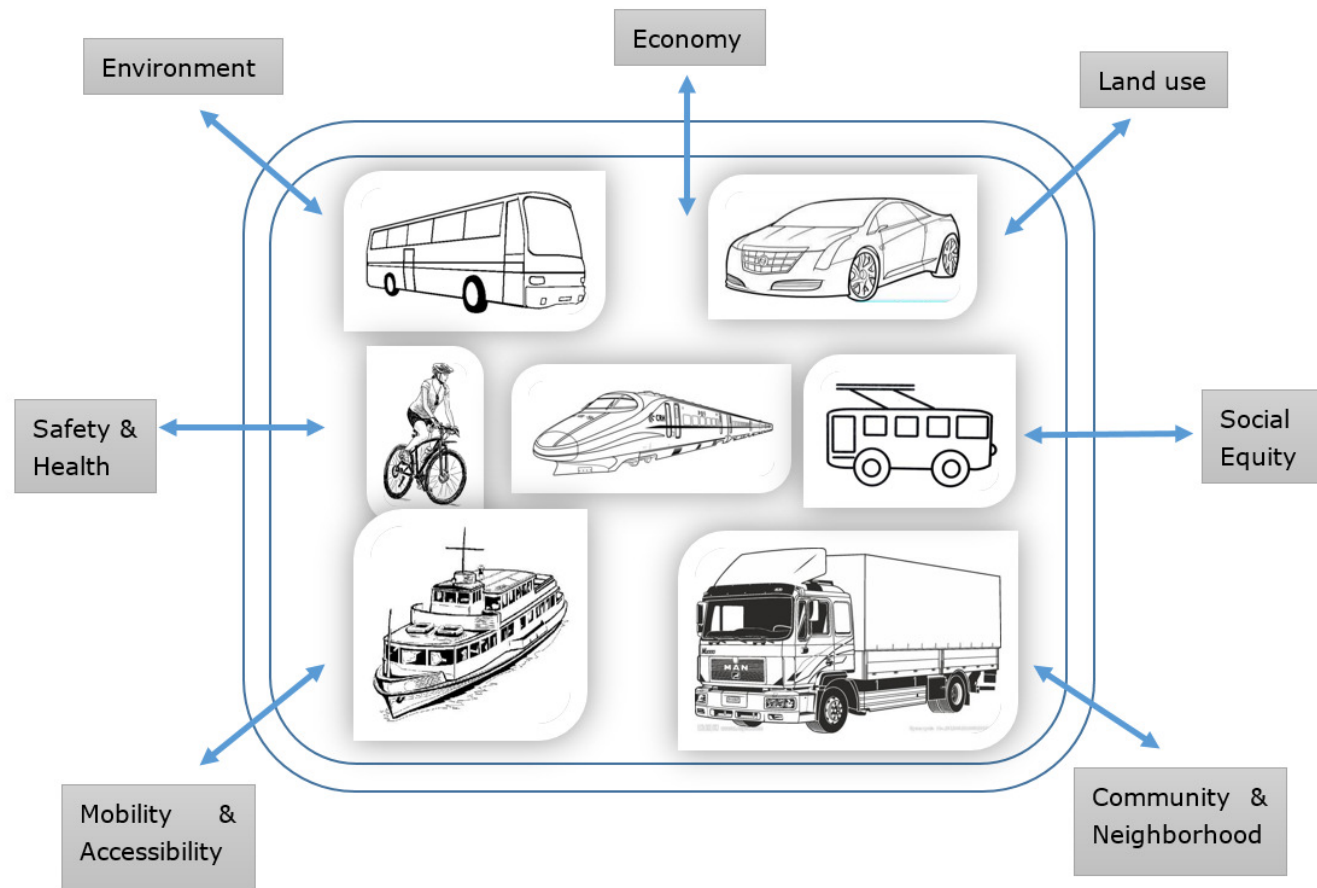 Economy
Environment
Land use
Safety &
Health
Social
Equity
MAN
Mobility &
Accessibility
Community &
Neighborhood